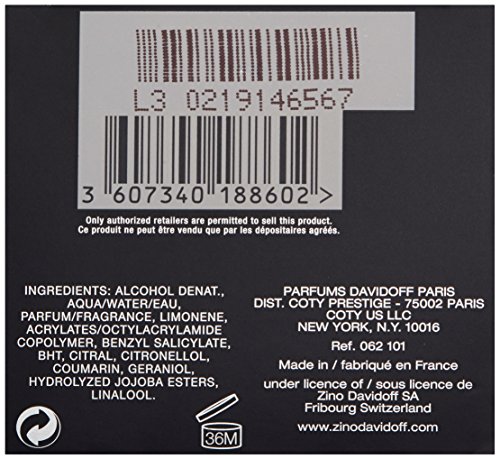 L3 0219146567
3 607340 188602 >
Only authorized retailers are permitted to sell this product.
Ce produit ne peut être vendu que par les dépositaires agréés.
INGREDIENTS: ALCOHOL DENAT.,
AQUA/WATER/EAU,
PARFUM/FRAGRANCE, LIMONENE,
ACRYLATES/OCTYLACRYLAMIDE
COPOLYMER, BENZYL SALICYLATE,
BHT, CITRAL, CITRONELLOL,
COUMARIN, GERANIOL,
HYDROLYZED JOJOBA ESTERS,
LINALOOL.
36M
PARFUMS DAVIDOFF PARIS
DIST. COTY PRESTIGE - 75002 PARIS
COTY US LLC
NEW YORK, N.Y. 10016
Ref. 062 101
Made in / fabriqué en France
under licence of / sous licence de
Zino Davidoff SA
Fribourg Switzerland
www.zinodavidoff.com